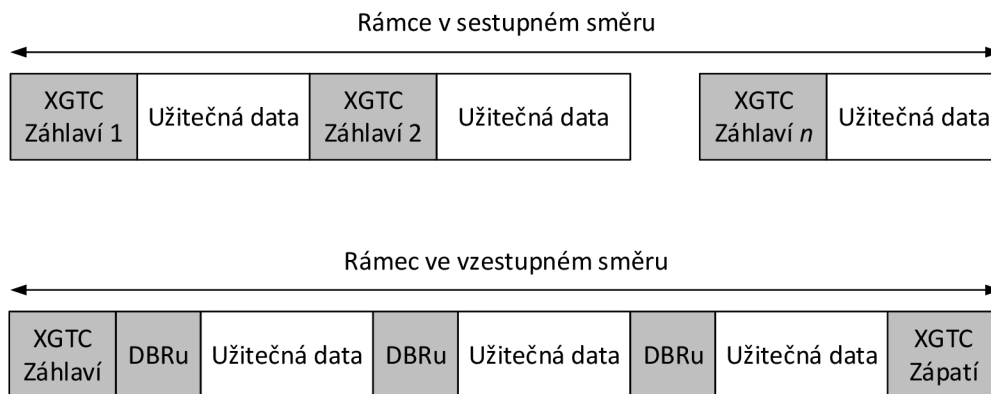 Rámce v sestupném směru
XGTC
Záhlaví 1
Užitečná data
XGTC
Záhlaví 2
Užitečná data
XGTC
Záhlaví n
Užitečná data
Rámec ve vzestupném směru
XGTC
Záhlaví
DBRu
Užitečná data
DBRu
Užitečná data
DBRu
Užitečná data
XGTC
Zápatí